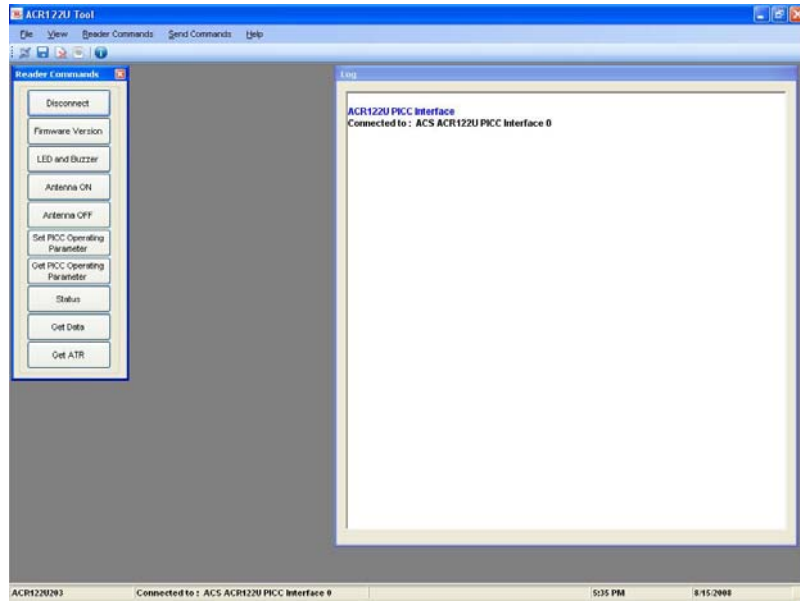 ACR122U Tool
File View Reader Commands Send Commands Help
Reader Commands
Disconnect
Firmware Version
LED and Buzzer
Antenna ON
Antenna OFF
Set PICC Operating
Parameter
Get PICC Operating
Parameter
Status
Get Data
Get ATR
Log
ACR122U PICC Interface
Connected to : ACS ACR122U PICC Interface 0
ACR122U203 Connected to : ACS ACR122U PICC Interface 0 5:35 PM 8/15/2008